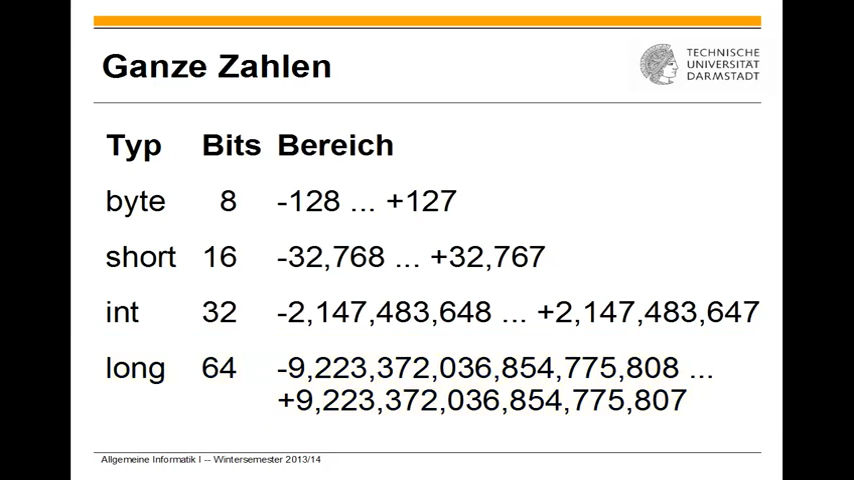 Ganze Zahlen
TECHNISCHE
UNIVERSITÄT
DARMSTADT
Typ Bits Bereich
byte 8 -128 ... +127
short 16 -32,768 ... +32,767
int 32 -2,147,483,648 ... +2,147,483,647
long 64 -9,223,372,036,854,775,808 ...
+9,223,372,036,854,775,807
Allgemeine Informatik I -- Wintersemester 2013/14